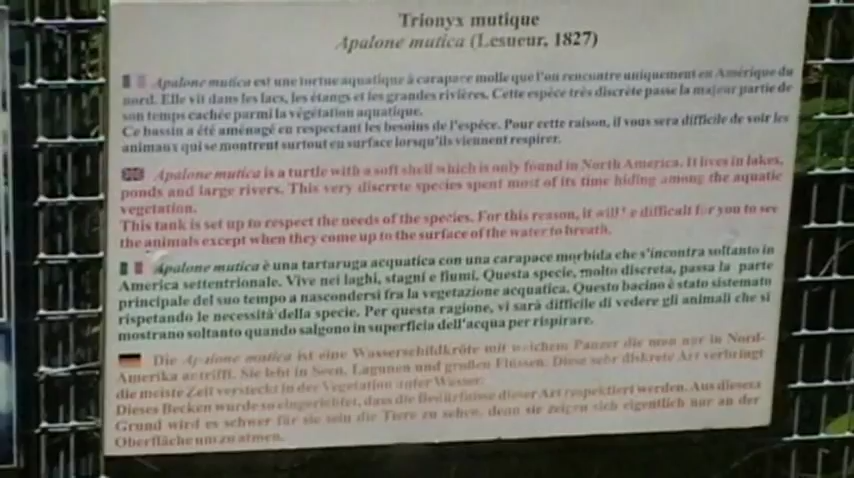 Trionyx mutique
Apalone mutica (Lesueur, 1827)
Apalone mutica est une tortue aquatique à carapace molle que l'on rencontre uniquement en Amérique du
nord. Elle vit dans les lacs, les étangs et les grandes rivières. Cette espèce très discrète passe la majeur partie de
son temps cachée parmi la végétation aquatique.
Ce bassin a été aménagé en respectant les besoins de l'espèce. Pour cette raison, il vous sera difficile de voir les
animaux qui se montrent surtout en surface lorsqu'ils viennent respirer.
Apalone mutica is a turtle with a soft shell which is only found in North America. It lives in lakes,
ponds and large rivers. This very discrete species spent most of its time hiding among the aquatic
vegetation.
This tank is set up to respect the needs of the species. For this reason, it will be difficult for you to see
the animals except when they come up to the surface of the water to breath.
Apalone mutica è una tartaruga acquatica con una carapace morbida che s'incontra soltanto in
America settentrionale. Vive nei laghi, stagni e fiumi. Questa specie, molto discreta, passa la parte
principale del suo tempo a nascondersi fra la vegetazione acquatica. Questo bacino è stato sistemato
rispetando le necessità della specie. Per questa ragione, vi sarà difficile di vedere gli animali che si
mostrano soltanto quando salgono in superficia dell'acqua per rispirare.
Die Apalone mutica ist eine Wasserschildkröte mit weichem Panzer die man nur in Nord-
Amerika antrifft. Sie lebt in Seen, Lagunen und großen Flüssen. Diese sehr diskrete Art verbringt
die meiste Zeit versteckt in der Vegetation unter Wasser.
Dieses Becken wurde so eingerichtet, dass die Bedürfnisse dieser Art respektiert werden. Aus diesem
Grund wird es schwer für sie sein die Tiere zu sehen, denn sie zeigen sich eigentlich nur an der
Oberfläche um zu atmen.